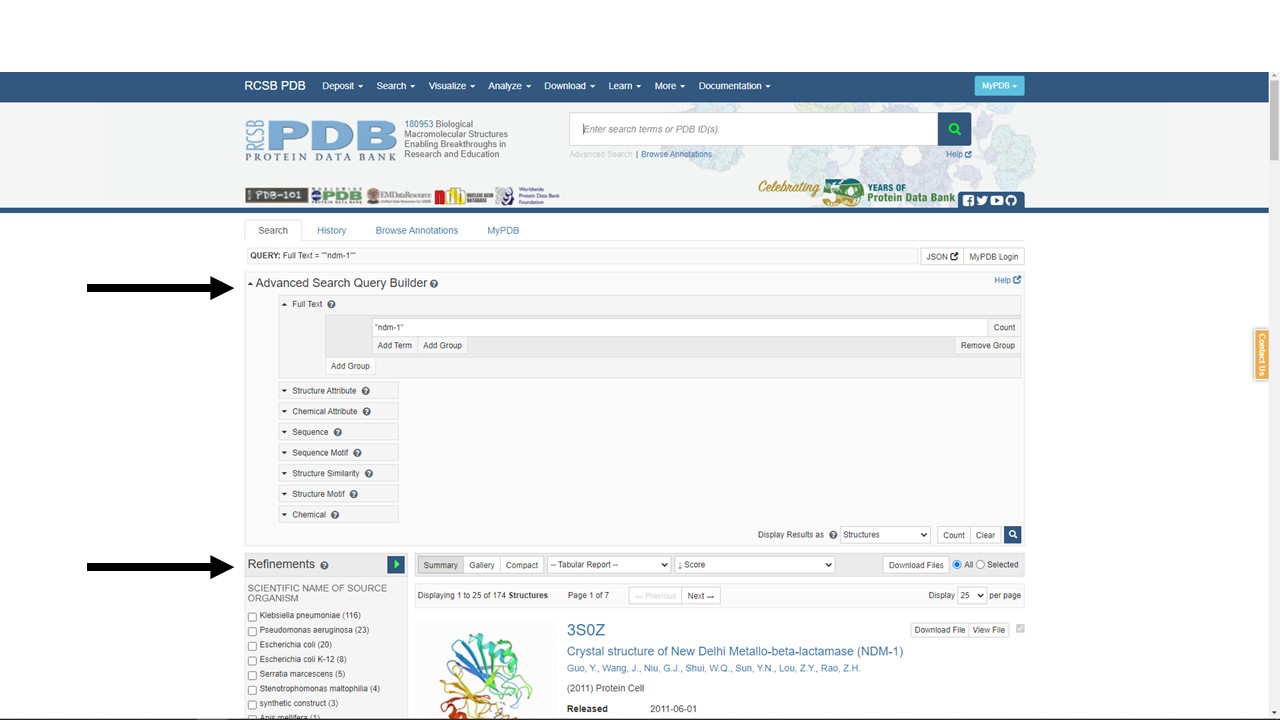 RCSB PDB Deposit Search Visualize Analyze Download Learn More Documentation MyPDB
RCSB PDB
PROTEIN DATA BANK
180953 Biological
Macromolecular Structures
Enabling Breakthroughs in
Research and Education
Enter search terms or PDB ID(s).
Advanced Search | Browse Annotations Help
PDB-101
WORLDWIDE PDB PROTEIN DATA BANK
EMDataResource
NUCLEIC ACID DATABASE
Worldwide
Protein Data Bank
Foundation
Celebrating 50 YEARS OF
Protein Data Bank
Search History Browse Annotations MyPDB
QUERY: Full Text = ""ndm-1"" JSON MyPDB Login
Advanced Search Query Builder Help
Full Text
"ndm-1" Count
Add Term Add Group Remove Group
Add Group
Structure Attribute
Chemical Attribute
Sequence
Sequence Motif
Structure Similarity
Structure Motif
Chemical
Display Results as Structures Count Clear
Contact Us
Refinements
Summary Gallery Compact -- Tabular Report -- ↓ Score Download Files All Selected
SCIENTIFIC NAME OF SOURCE
ORGANISM
Klebsiella pneumoniae (116)
Pseudomonas aeruginosa (23)
Escherichia coli (20)
Escherichia coli K-12 (8)
Serratia marcescens (5)
Stenotrophomonas maltophilia (4)
synthetic construct (3)
Apis mellifera (1)
Displaying 1 to 25 of 174 Structures Page 1 of 7 ← Previous Next → Display 25 per page
3S0Z Download File View File
Crystal structure of New Delhi Metallo-beta-lactamase (NDM-1)
Guo, Y., Wang, J., Niu, G.J., Shui, W.Q., Sun, Y.N., Lou, Z.Y., Rao, Z.H.
(2011) Protein Cell
Released 2011-06-01